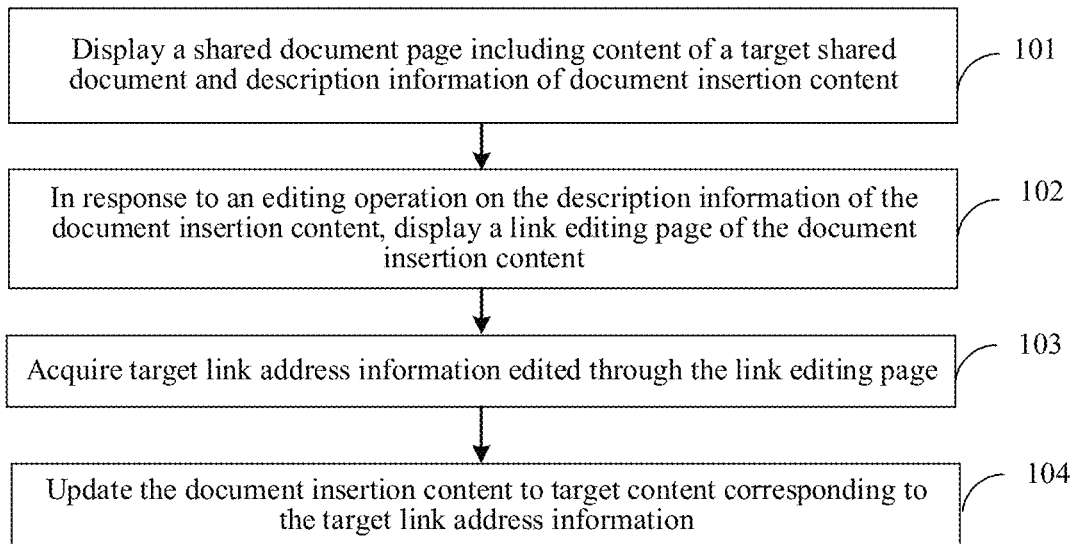 Display a shared document page including content of a target shared
document and description information of document insertion content
101
In response to an editing operation on the description information of the
document insertion content, display a link editing page of the document
insertion content
102
Acquire target link address information edited through the link editing page
103
Update the document insertion content to target content corresponding to
the target link address information
104